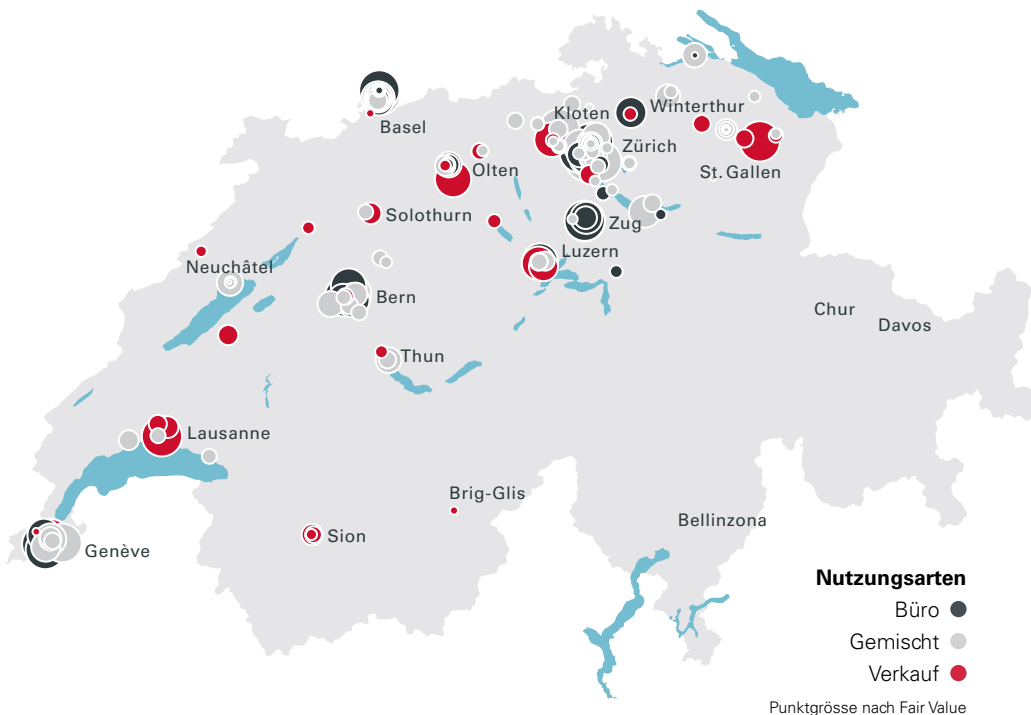 Kloten
Winterthur
Basel
Zürich
Olten
St. Gallen
Solothurn
Zug
Luzern
Neuchâtel
Bern
Chur
Davos
Thun
Lausanne
Brig-Glis
Bellinzona
Sion
Genève
Nutzungsarten
Büro
Gemischt
Verkauf
Punktgrösse nach Fair Value